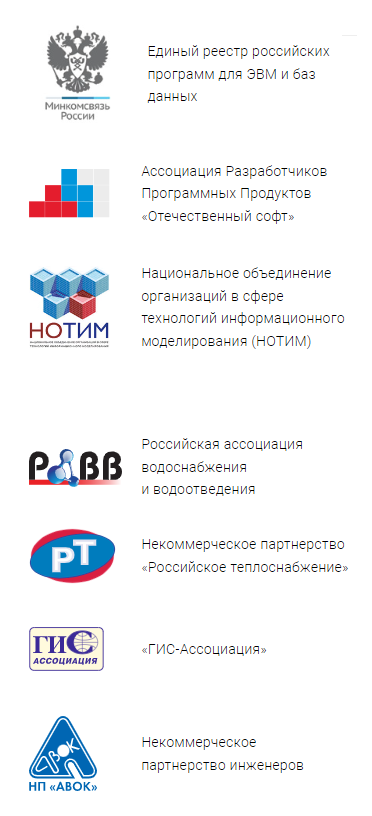 Минкомсвязь
России
Единый реестр российских
программ для ЭВМ и баз
данных
Ассоциация Разработчиков
Программных Продуктов
«Отечественный софт»
НОТИМ
Национальное объединение
организаций в сфере
технологий информационного
моделирования (НОТИМ)
РАВВ
Российская ассоциация
водоснабжения
и водоотведения
РТ
Некоммерческое партнерство
«Российское теплоснабжение»
ГИС
АССОЦИАЦИЯ
«ГИС-Ассоциация»
АВОК
НП «АВОК»
Некоммерческое
партнерство инженеров